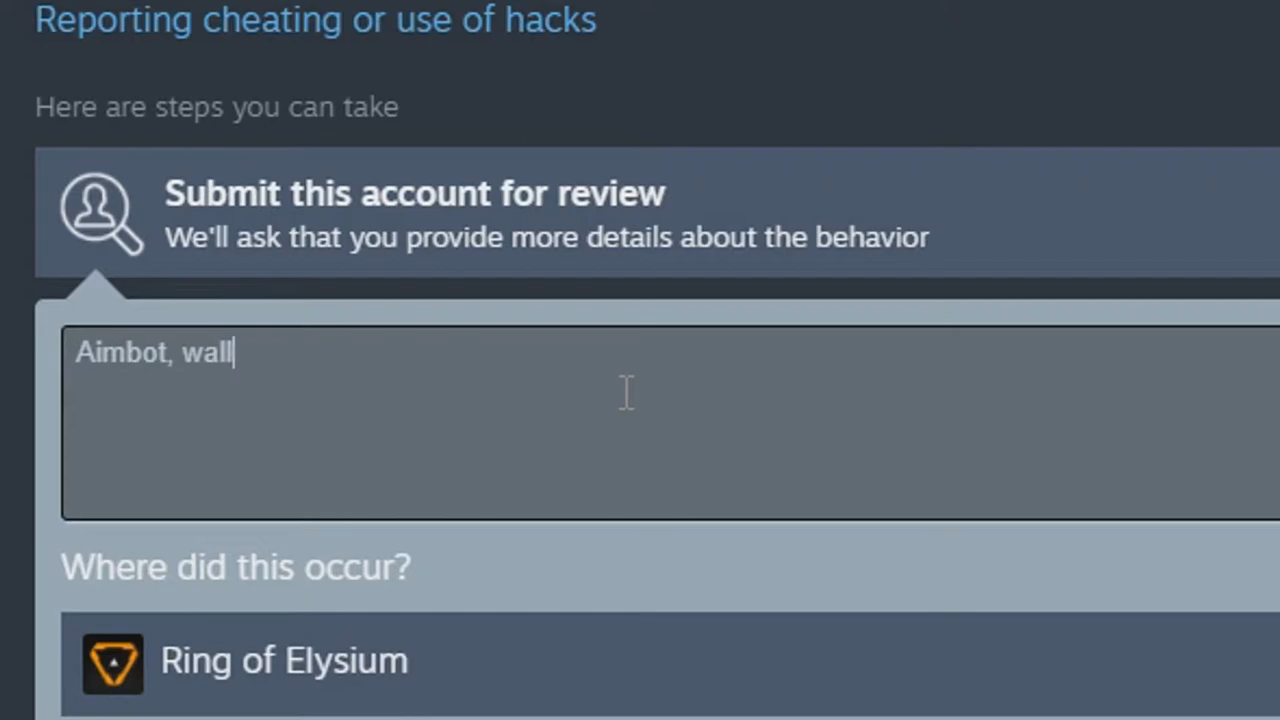 Reporting cheating or use of hacks
Here are steps you can take
Submit this account for review
We'll ask that you provide more details about the behavior
Aimbot, wall
Where did this occur?
Ring of Elysium